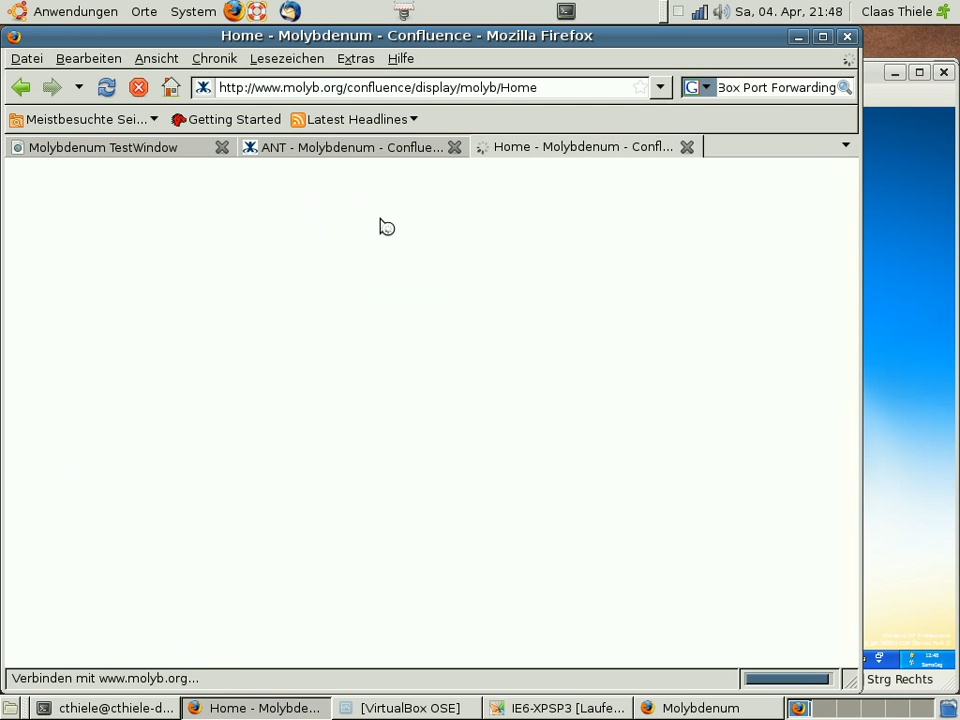 Anwendungen Orte System Sa, 04. Apr, 21:48 Claas Thiele
Home - Molybdenum - Confluence - Mozilla Firefox
Datei Bearbeiten Ansicht Chronik Lesezeichen Extras Hilfe
http://www.molyb.org/confluence/display/molyb/Home G Box Port Forwarding
Meistbesuchte Sei... Getting Started Latest Headlines
Molybdenum TestWindow ANT - Molybdenum - Conflue... Home - Molybdenum - Confl...
12:48
Samstag
Verbinden mit www.molyb.org... Strg Rechts
cthiele@cthiele-d... Home - Molybde... [VirtualBox OSE] IE6-XPSP3 [Laufe... Molybdenum